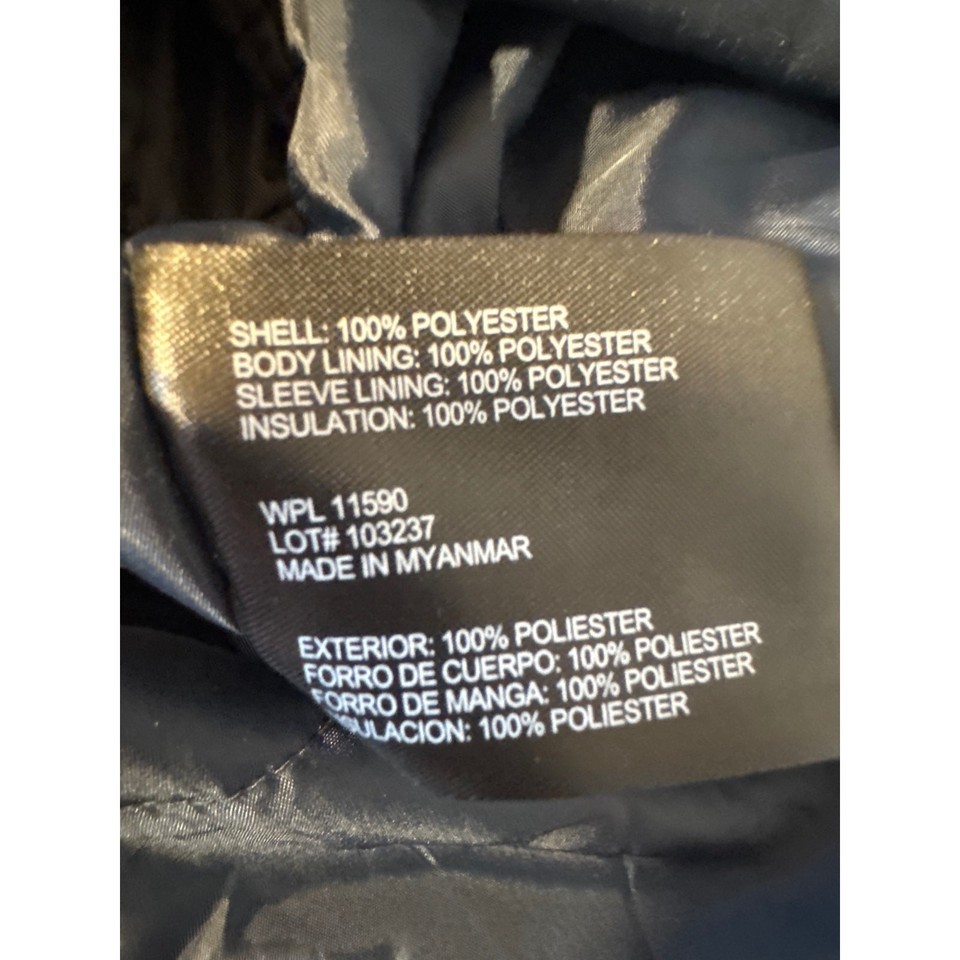 SHELL: 100% POLYESTER
BODY LINING: 100% POLYESTER
SLEEVE LINING: 100% POLYESTER
INSULATION: 100% POLYESTER
WPL 11590
LOT# 103237
MADE IN MYANMAR
EXTERIOR: 100% POLIESTER
FORRO DE CUERPO: 100% POLIESTER
FORRO DE MANGA: 100% POLIESTER
SULACION: 100% POLIESTER